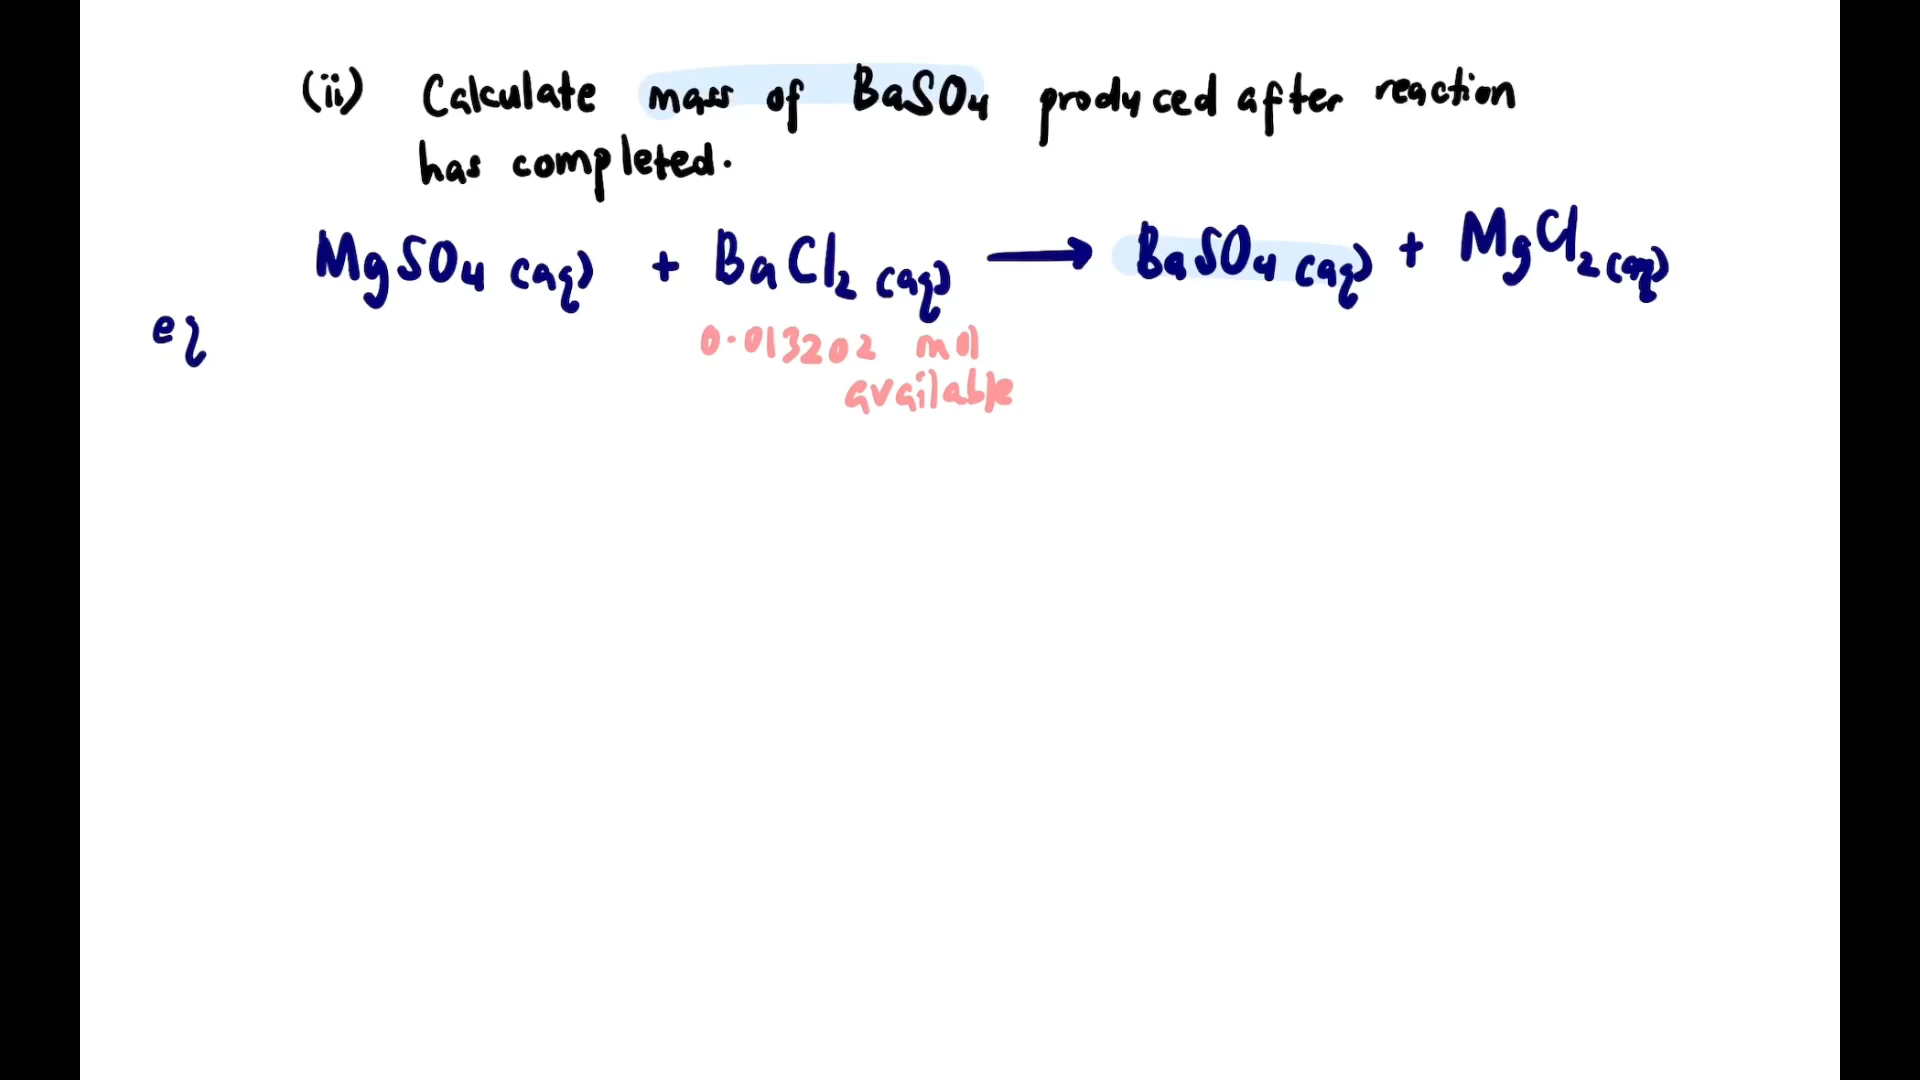 (ii) Calculate mass of BaSO₄ produced after reaction
has completed.
MgSO₄ (aq) + BaCl₂ (aq) ⟶ BaSO₄ (aq) + MgCl₂ (aq)
eq
0.013202 mol
available